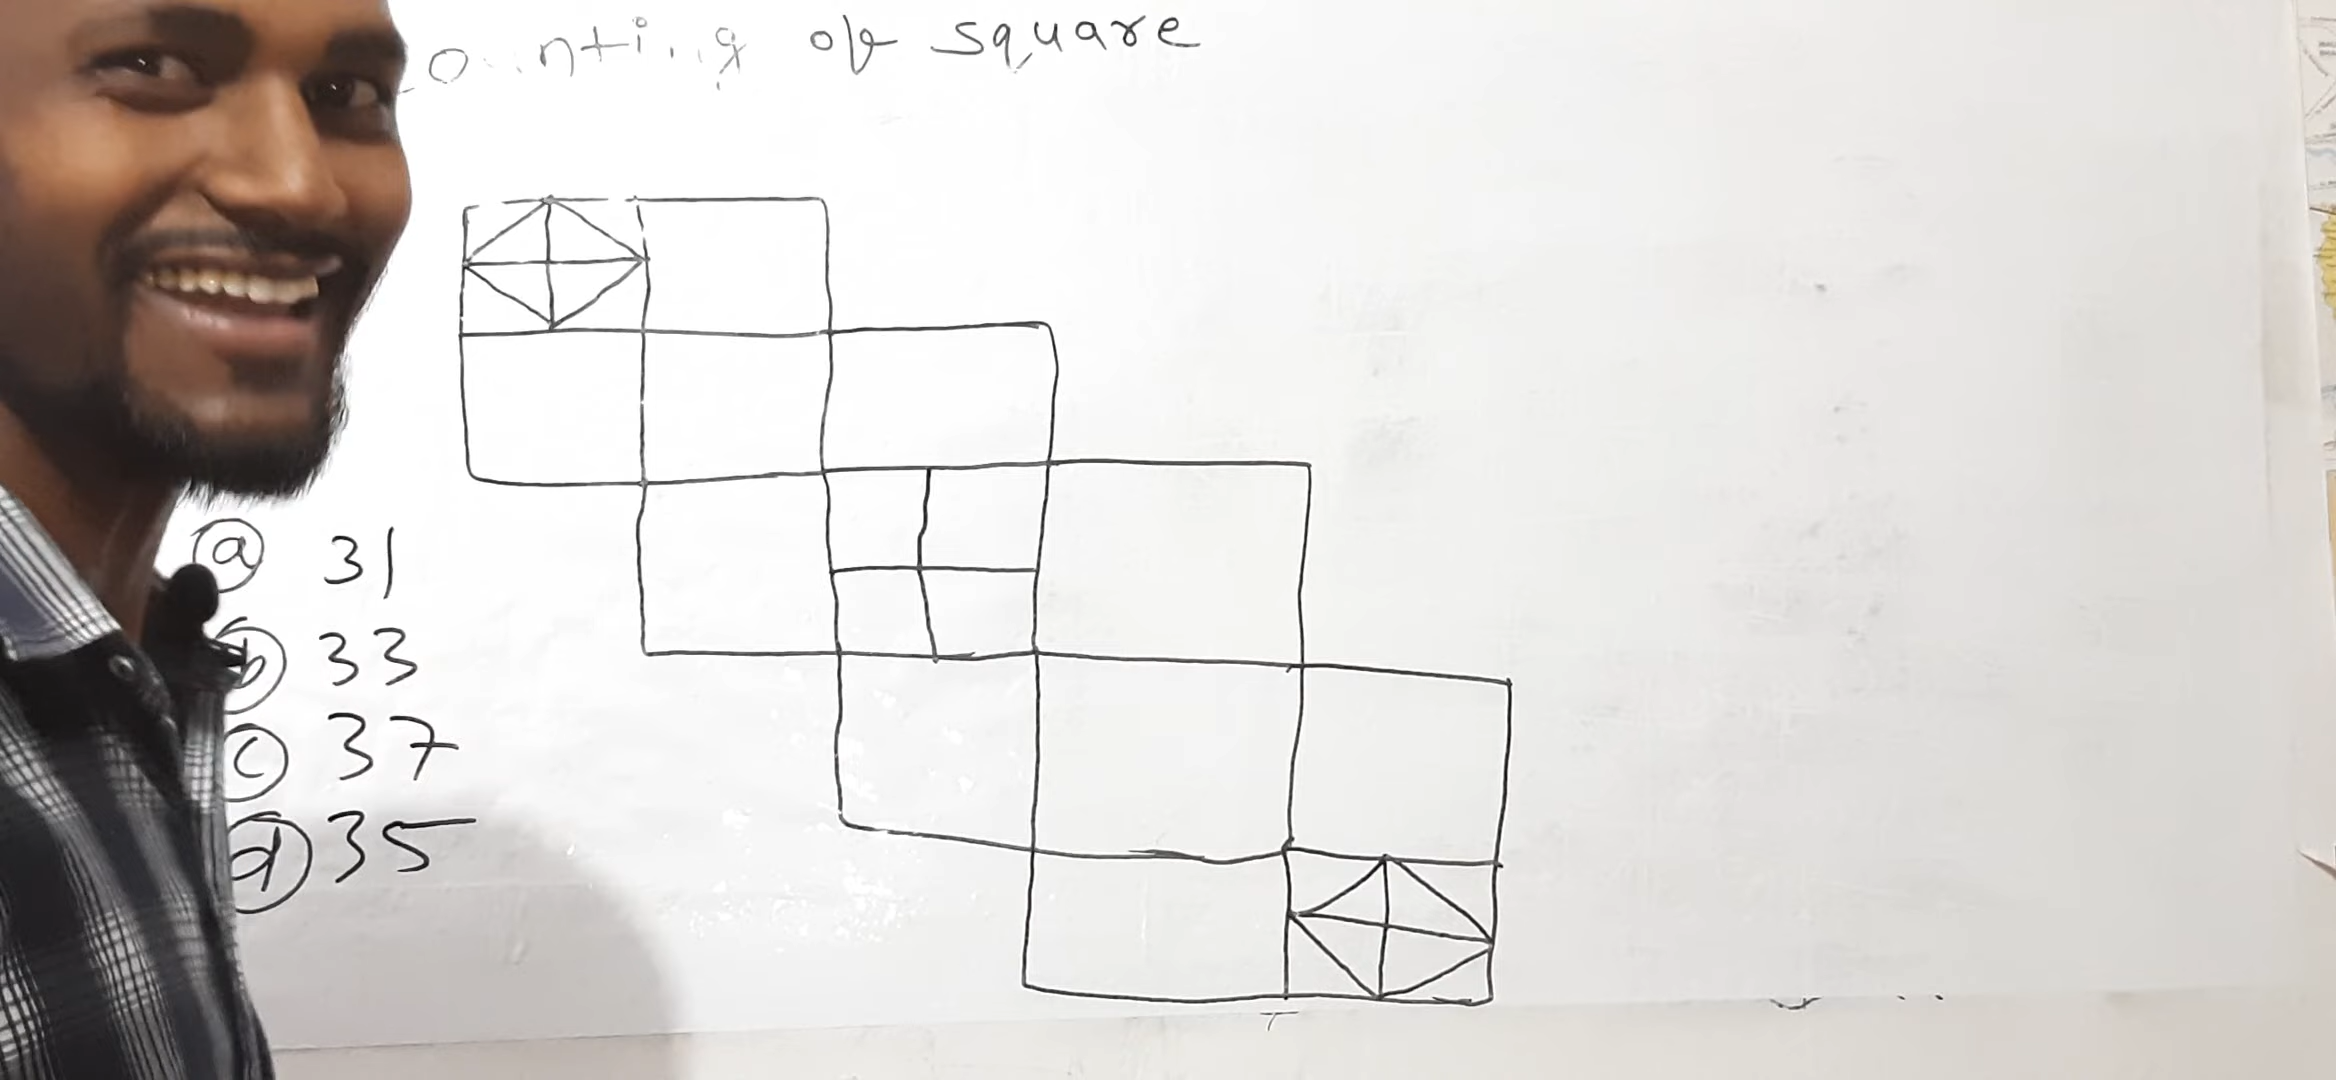 of square
ⓐ 31
ⓑ 33
ⓒ 37
ⓓ 35